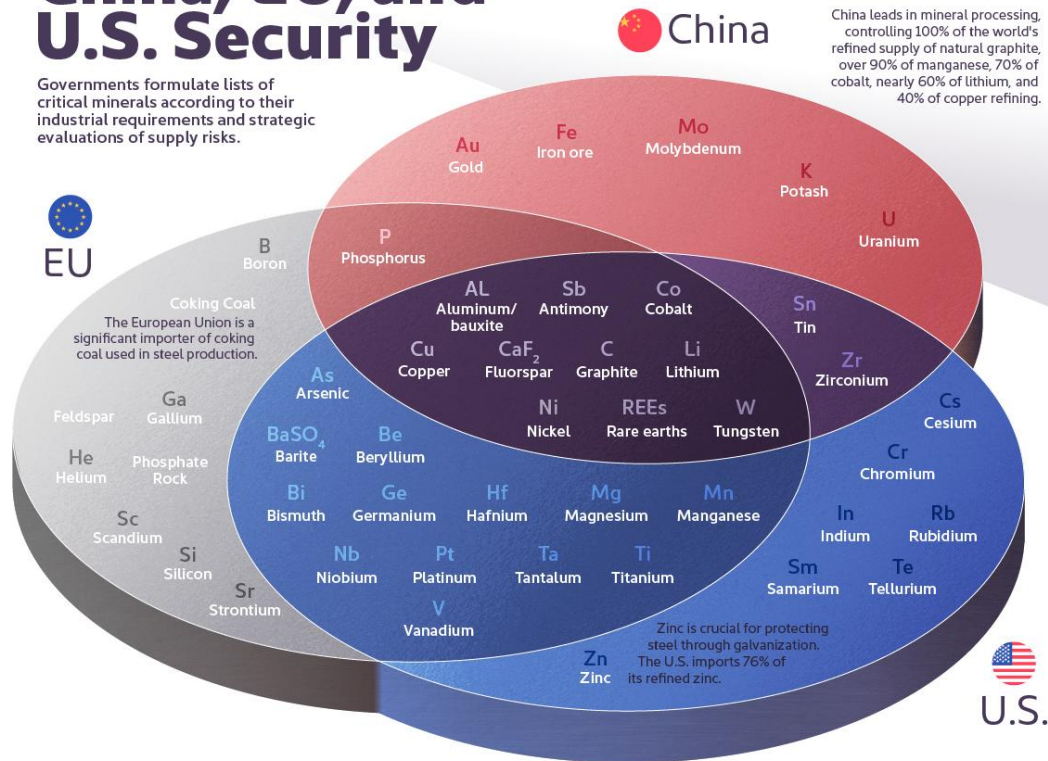 China, EU, and
U.S. Security
Governments formulate lists of
critical minerals according to their
industrial requirements and strategic
evaluations of supply risks.
China
China leads in mineral processing,
controlling 100% of the world's
refined supply of natural graphite,
over 90% of manganese, 70% of
cobalt, nearly 60% of lithium, and
40% of copper refining.
Au
Gold
Fe
Iron ore
Mo
Molybdenum
K
Potash
U
Uranium
EU
B
Boron
P
Phosphorus
Coking Coal
The European Union is a
significant importer of coking
coal used in steel production.
AL
Aluminum/
bauxite
Sb
Antimony
Co
Cobalt
Sn
Tin
Cu
Copper
CaF₂
Fluorspar
C
Graphite
Li
Lithium
Zr
Zirconium
As
Arsenic
Ni
Nickel
REEs
Rare earths
W
Tungsten
Cs
Cesium
Feldspar
Ga
Gallium
BaSO₄
Barite
Be
Beryllium
Cr
Chromium
He
Helium
Phosphate
Rock
Bi
Bismuth
Ge
Germanium
Hf
Hafnium
Mg
Magnesium
Mn
Manganese
In
Indium
Rb
Rubidium
Sc
Scandium
Si
Silicon
Nb
Niobium
Pt
Platinum
Ta
Tantalum
Ti
Titanium
Sm
Samarium
Te
Tellurium
Sr
Strontium
V
Vanadium
Zn
Zinc
Zinc is crucial for protecting
steel through galvanization.
The U.S. imports 76% of
its refined zinc.
U.S.